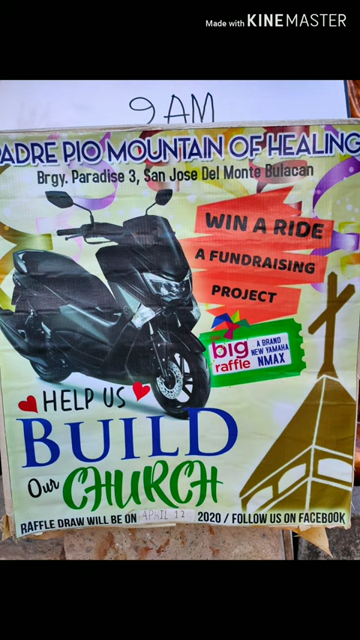 Made with KINEMASTER
9 AM
PADRE PIO MOUNTAIN OF HEALING
Brgy. Paradise 3, San Jose Del Monte Bulacan
WIN A RIDE
A FUNDRAISING
PROJECT
big raffle
A BRAND
NEW YAMAHA
NMAX
HELP US
BUILD
Our CHURCH
RAFFLE DRAW WILL BE ON APRIL 12 2020 / FOLLOW US ON FACEBOOK